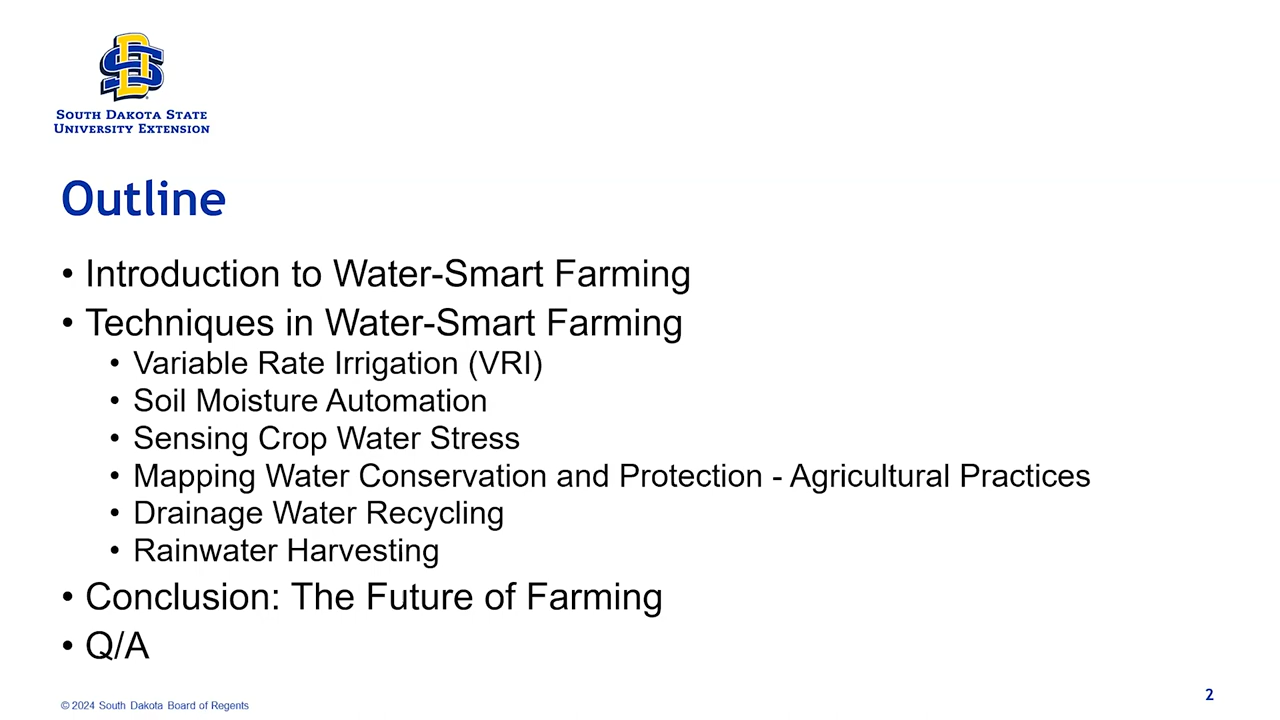 SOUTH DAKOTA STATE
UNIVERSITY EXTENSION
Outline
• Introduction to Water-Smart Farming
• Techniques in Water-Smart Farming
• Variable Rate Irrigation (VRI)
• Soil Moisture Automation
• Sensing Crop Water Stress
• Mapping Water Conservation and Protection - Agricultural Practices
• Drainage Water Recycling
• Rainwater Harvesting
• Conclusion: The Future of Farming
• Q/A
© 2024 South Dakota Board of Regents
2